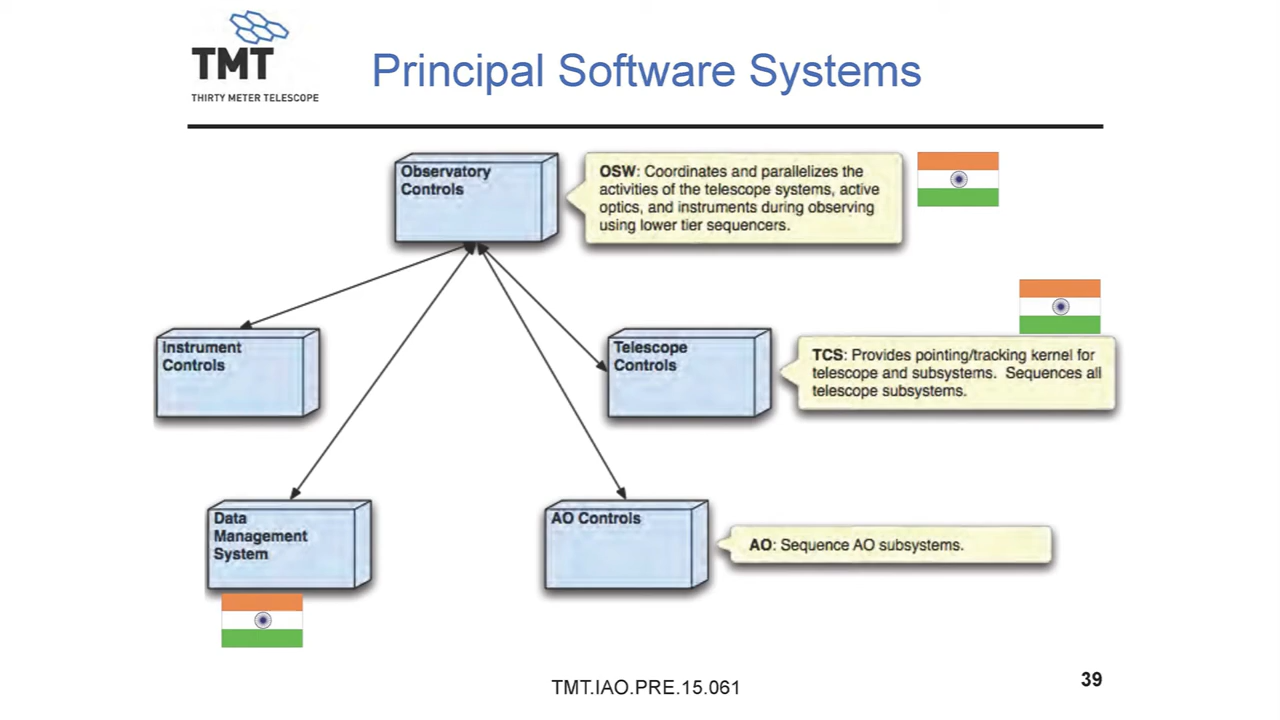 TMT
THIRTY METER TELESCOPE
Principal Software Systems
Observatory
Controls
OSW: Coordinates and parallelizes the
activities of the telescope systems, active
optics, and instruments during observing
using lower tier sequencers.
Instrument
Controls
Telescope
Controls
TCS: Provides pointing/tracking kernel for
telescope and subsystems. Sequences all
telescope subsystems.
Data
Management
System
AO Controls
AO: Sequence AO subsystems.
TMT.IAO.PRE.15.061
39